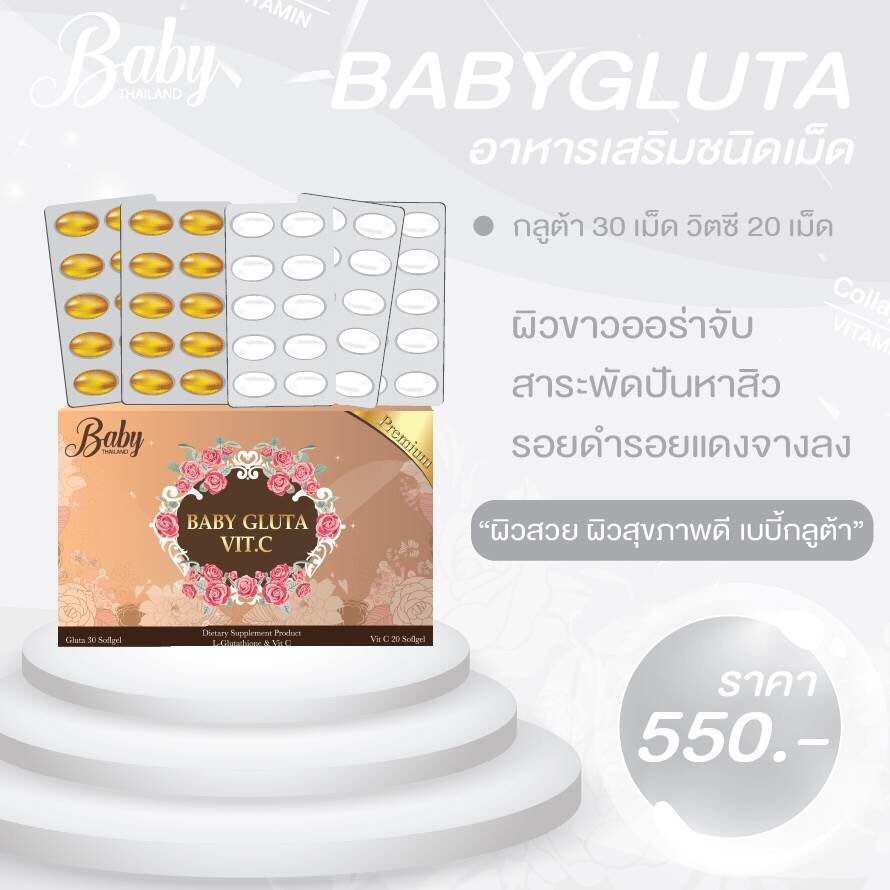 VITAMIN
Baby
THAILAND
BABYGLUTA
อาหารเสริมชนิดเม็ด
กลูต้า 30 เม็ด วิตซี 20 เม็ด
ผิวขาวออร่าจับ
สาระพัดปันหาสิว
รอยดำรอยแดงจางลง
“ผิวสวย ผิวสุขภาพดี เบบี้กลูต้า”
VITAMIN
Baby
THAILAND
Premium
BABY GLUTA
VIT.C
Gluta 30 Softgel
Dietary Supplement Product
L-Glutathione & Vit C
Vit C 20 Softgel
ราคา
550.-